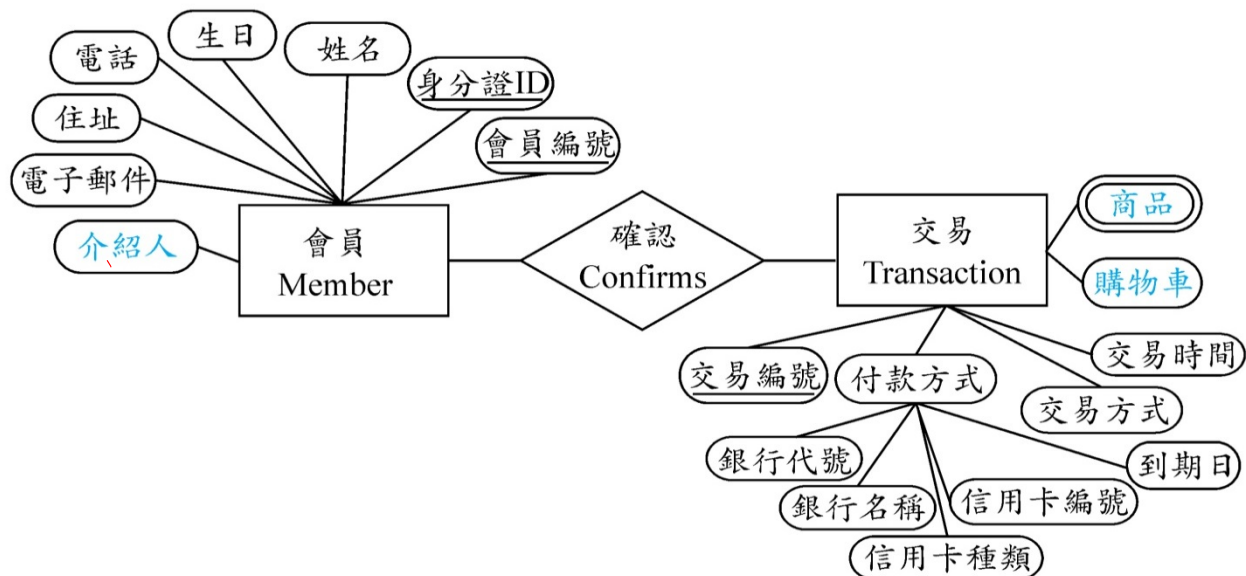 電話
生日
姓名
身分證ID
住址
會員編號
電子郵件
介紹人
會員
Member
確認
Confirms
交易
Transaction
商品
購物車
交易編號
付款方式
交易時間
交易方式
銀行代號
銀行名稱
信用卡種類
信用卡編號
到期日